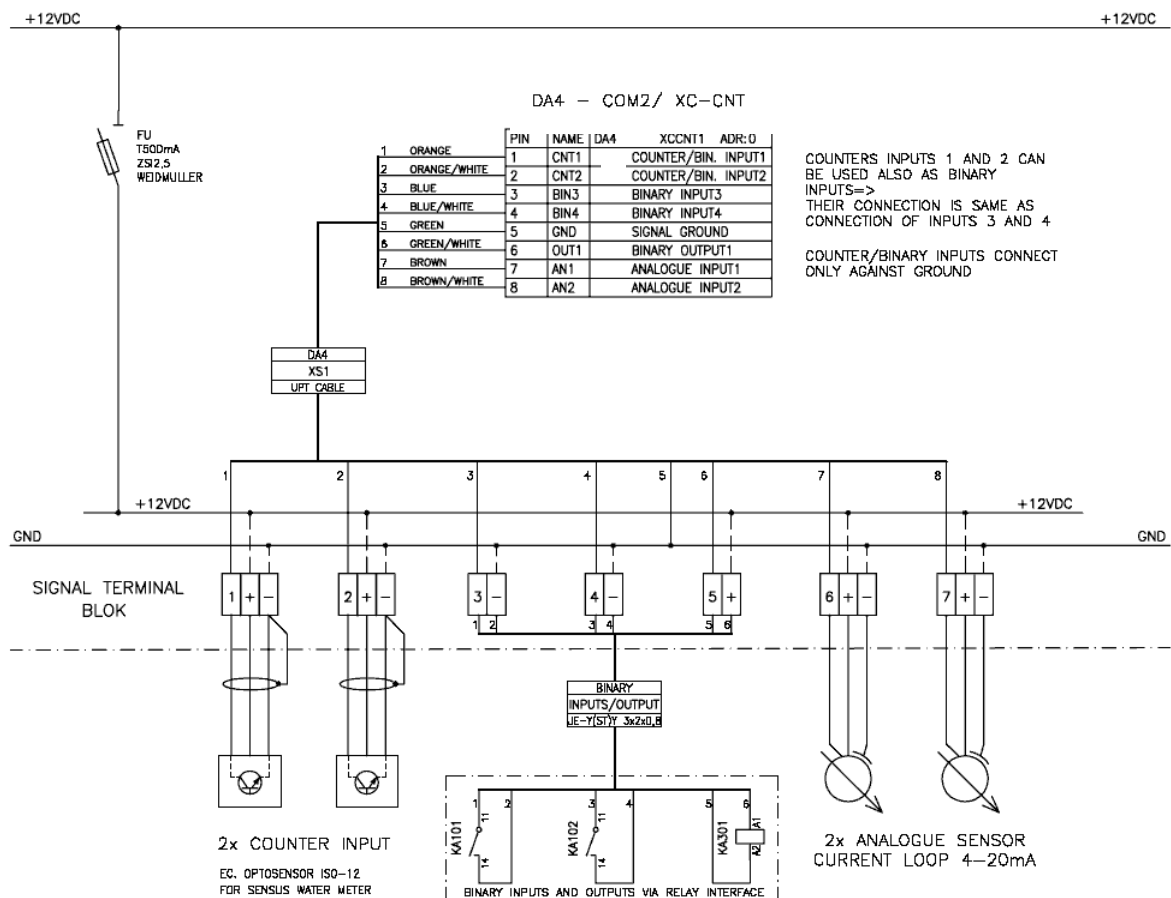 +12VDC +12VDC
DA4 - COM2/ XC-CNT
FU
T500mA
ZSI2,5
WEIDMULLER
PIN NAME DA4 XCCNT1 ADR:0
1 ORANGE 1 CNT1 COUNTER/BIN. INPUT1
2 ORANGE/WHITE 2 CNT2 COUNTER/BIN. INPUT2
3 BLUE 3 BIN3 BINARY INPUT3
4 BLUE/WHITE 4 BIN4 BINARY INPUT4
5 GREEN 5 GND SIGNAL GROUND
6 GREEN/WHITE 6 OUT1 BINARY OUTPUT1
7 BROWN 7 AN1 ANALOGUE INPUT1
8 BROWN/WHITE 8 AN2 ANALOGUE INPUT2
COUNTERS INPUTS 1 AND 2 CAN
BE USED ALSO AS BINARY
INPUTS=>
THEIR CONNECTION IS SAME AS
CONNECTION OF INPUTS 3 AND 4
COUNTER/BINARY INPUTS CONNECT
ONLY AGAINST GROUND
DA4
XS1
UPT CABLE
1 2 3 4 5 6 7 8
+12VDC +12VDC
GND GND
SIGNAL TERMINAL
BLOK
1 + - 2 + - 3 - 4 - 5 + 6 + - 7 + -
1 2 3 4 5 6
BINARY
INPUTS/OUTPUT
JE-Y(ST)Y 3x2x0,8
1 2 3 4 5 6
KA101 11 14
KA102 11 14
KA301 A1 A2
BINARY INPUTS AND OUTPUTS VIA RELAY INTERFACE
2x COUNTER INPUT
EC. OPTOSENSOR ISO-12
FOR SENSUS WATER METER
2x ANALOGUE SENSOR
CURRENT LOOP 4-20mA